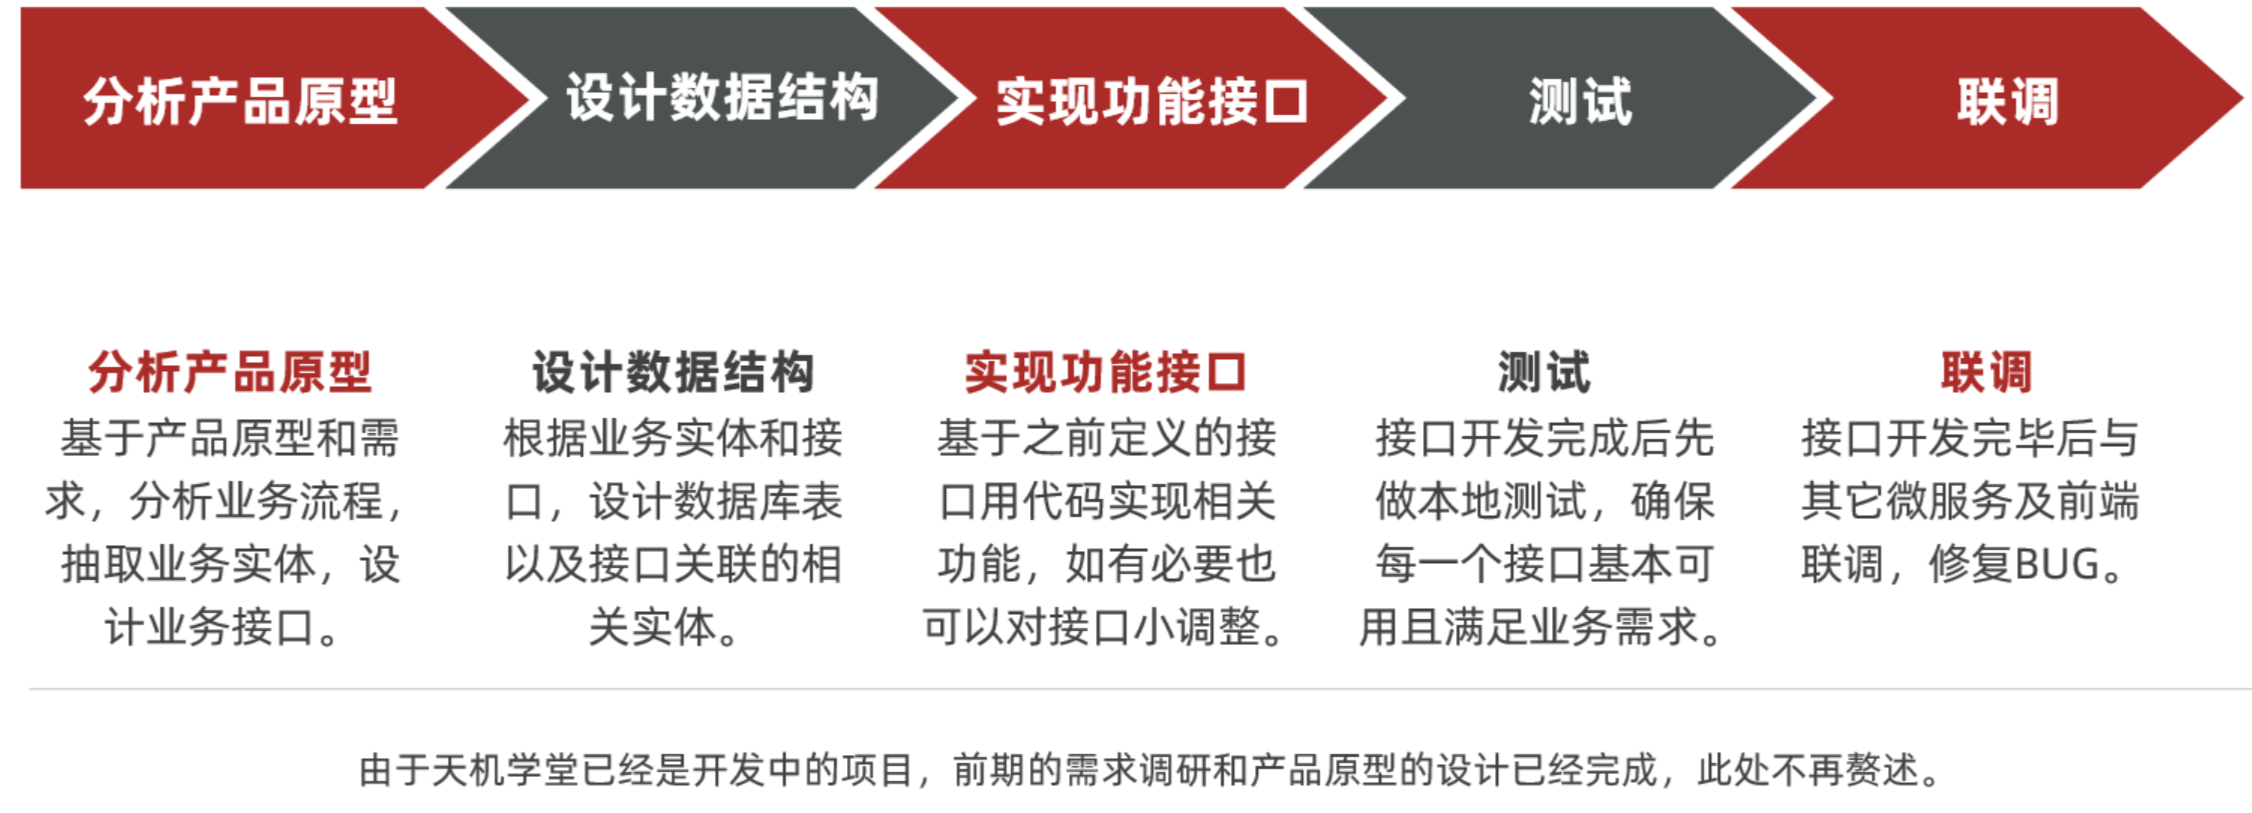 分析产品原型
设计数据结构
实现功能接口
测试
联调
分析产品原型
基于产品原型和需
求，分析业务流程，
抽取业务实体，设
计业务接口。
设计数据结构
根据业务实体和接
口，设计数据库表
以及接口关联的相
关实体。
实现功能接口
基于之前定义的接
口用代码实现相关
功能，如有必要也
可以对接口小调整。
测试
接口开发完成后先
做本地测试，确保
每一个接口基本可
用且满足业务需求。
联调
接口开发完毕后与
其它微服务及前端
联调，修复BUG。
由于天机学堂已经是开发中的项目，前期的需求调研和产品原型的设计已经完成，此处不再赘述。